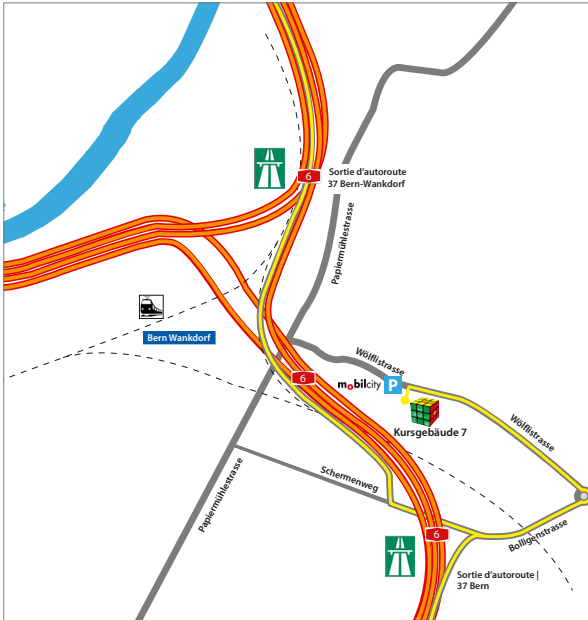 6
Sortie d'autoroute
37 Bern-Wankdorf
Papiermühlestrasse
Bern Wankdorf
Wölflistrasse
6
mobilcity
P
Kursgebäude 7
Wölflistrasse
Schermenweg
Papiermühlestrasse
6
Bolligenstrasse
Sortie d'autoroute |
37 Bern